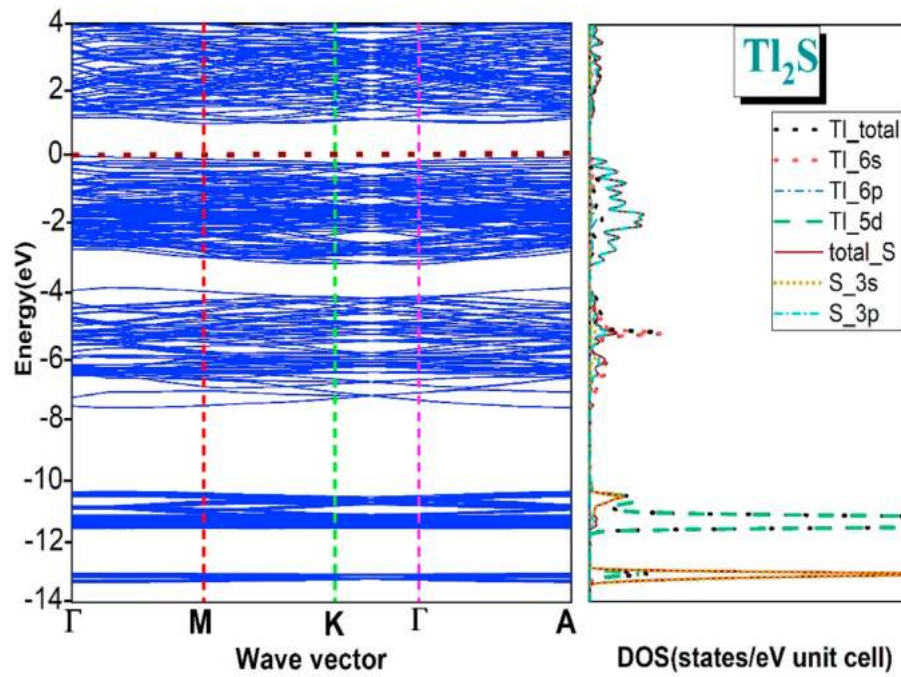 4
2
0
-2
-4
-6
-8
-10
-12
-14
Energy(eV)
Γ M K Γ A
Wave vector
Tl₂S
Tl_total
Tl_6s
Tl_6p
Tl_5d
total_S
S_3s
S_3p
DOS(states/eV unit cell)